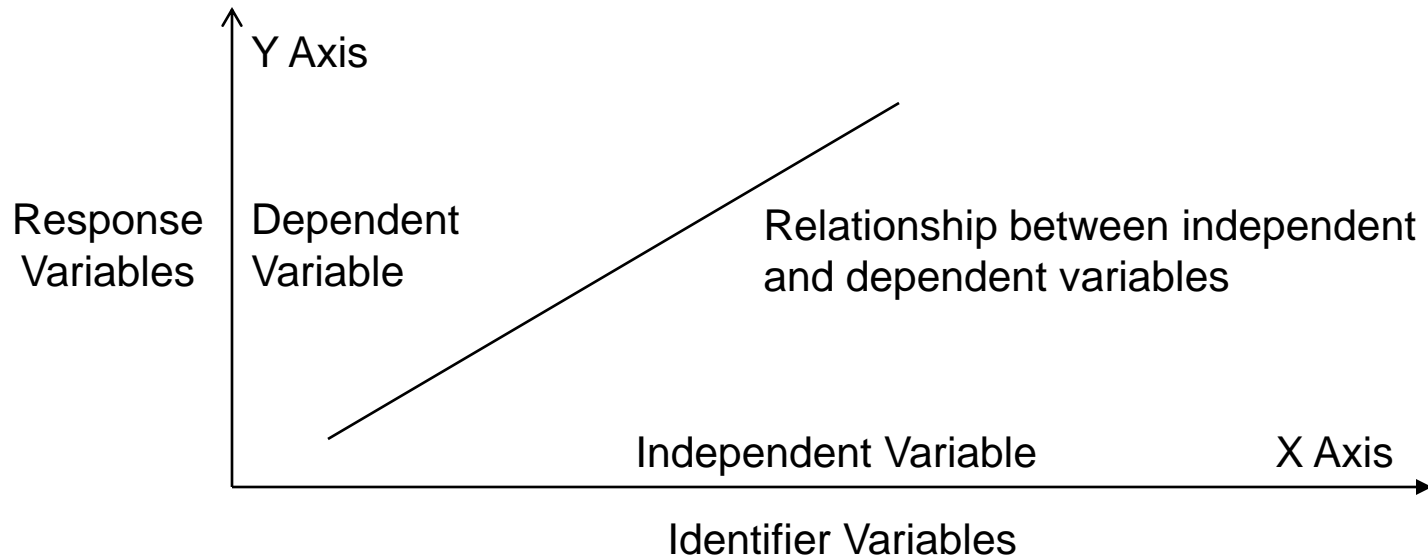 Y Axis
Response
Variables
Dependent
Variable
Relationship between independent
and dependent variables
Independent Variable
X Axis
Identifier Variables